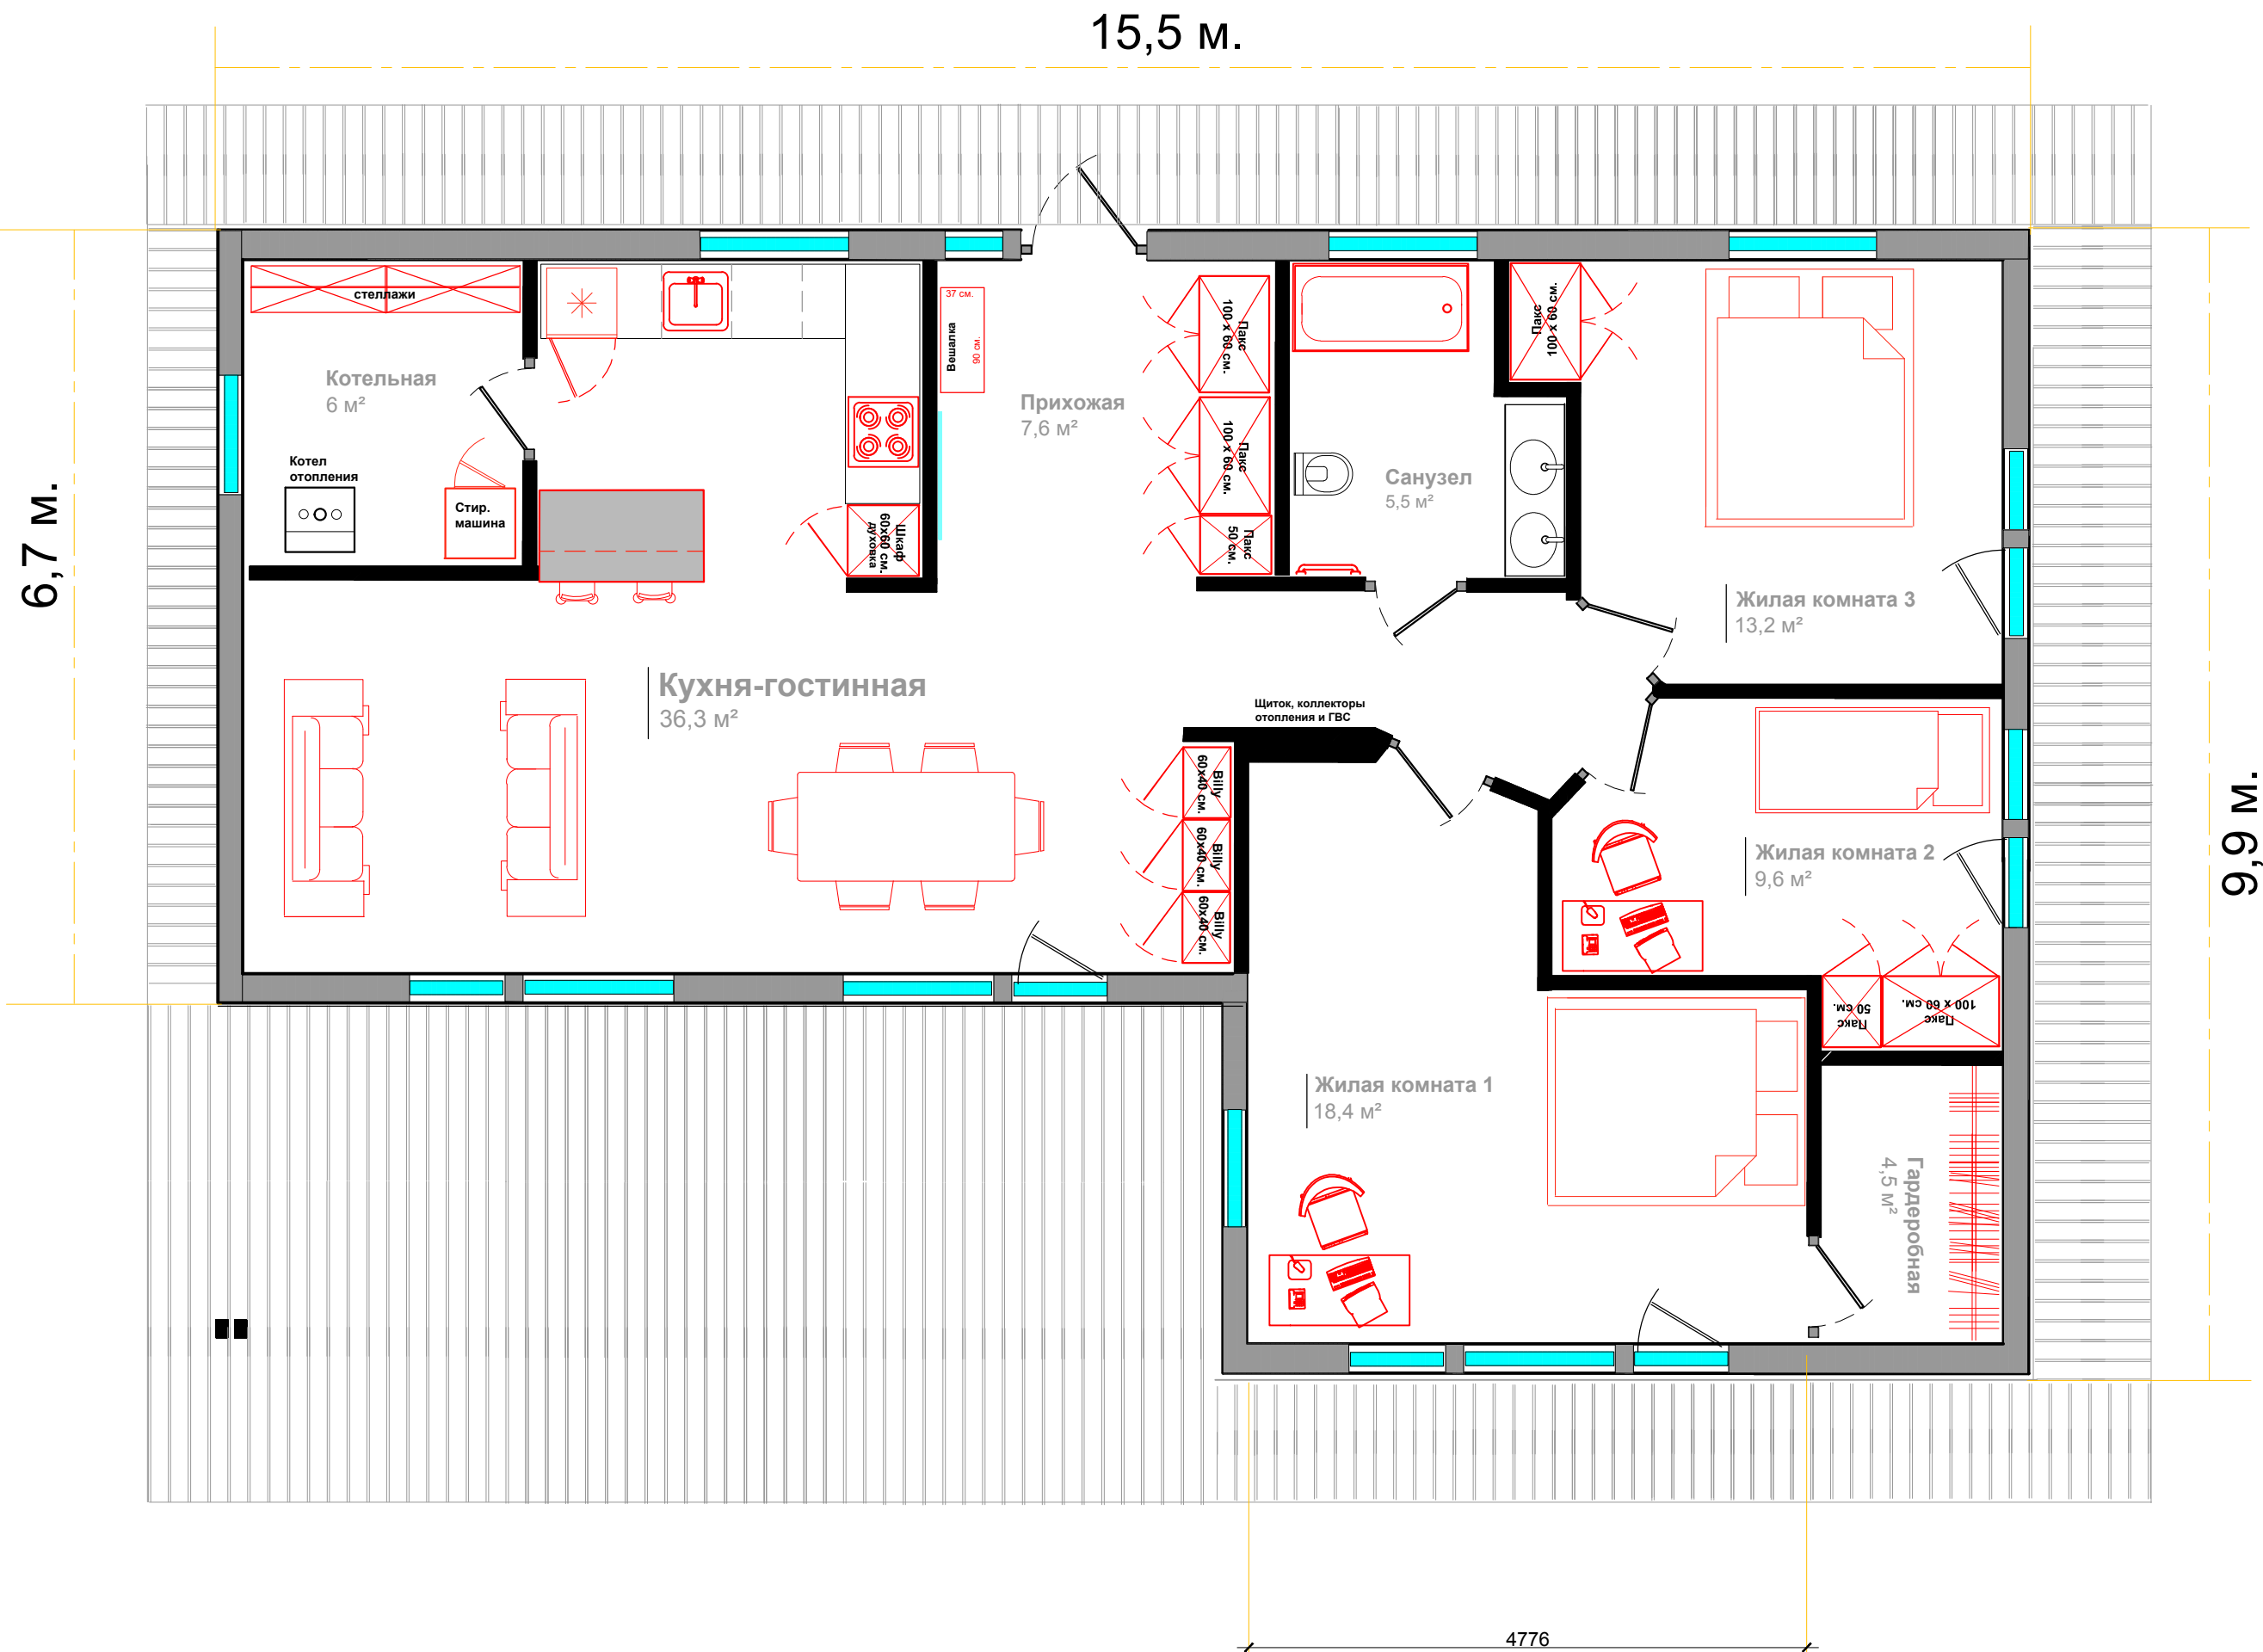 15,5 м.
6,7 м.
9,9 м.
стеллажи
Котельная
6 м²
Котел
отопления
Стир.
машина
37 см.
Вешалка
90 см.
Прихожая
7,6 м²
Пакс
100 х 60 см.
Пакс
100 х 60 см.
Пакс
50 см.
Шкаф
60х60 см.
духовка
Санузел
5,5 м²
Пакс
100 х 60 см.
Жилая комната 3
13,2 м²
Кухня-гостинная
36,3 м²
Щиток, коллекторы
отопления и ГВС
Billy
60х40 см.
Billy
60х40 см.
Billy
60х40 см.
Жилая комната 2
9,6 м²
Пакс
50 см.
Пакс
100 х 60 см.
Жилая комната 1
18,4 м²
Гардеробная
4,5 м²
4776